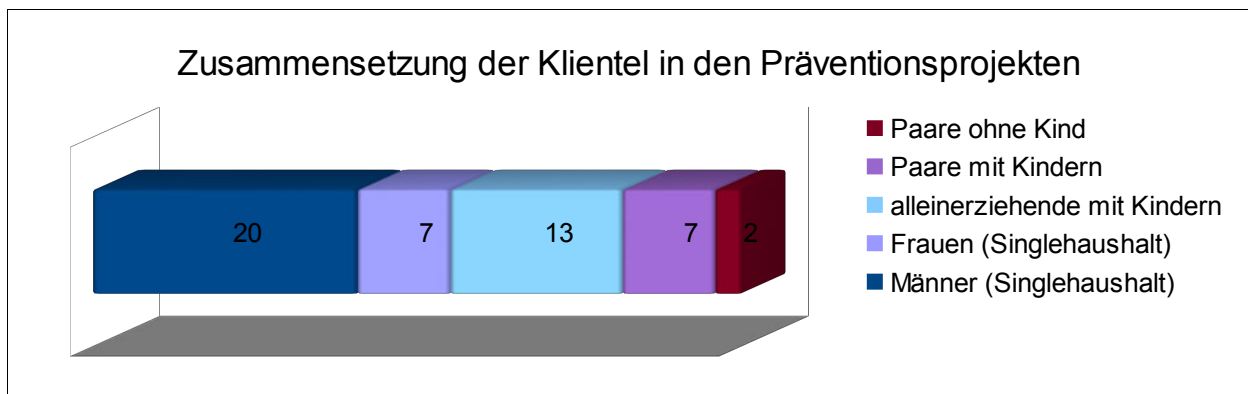 Zusammensetzung der Klientel in den Präventionsprojekten
20 7 13 7 2
Paare ohne Kind
Paare mit Kindern
alleinerziehende mit Kindern
Frauen (Singlehaushalt)
Männer (Singlehaushalt)